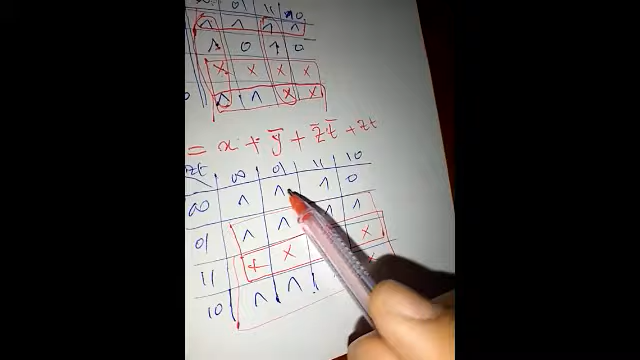 01 11 10
1 1 1 1
1 0 1 0
x x x x
1 1 x x
= x + y̅ + z̅ t̅ + zt
zt 00 01 11 10
00 1 1 1 0
01 1 1 1 1
11 x x x
10 1 1